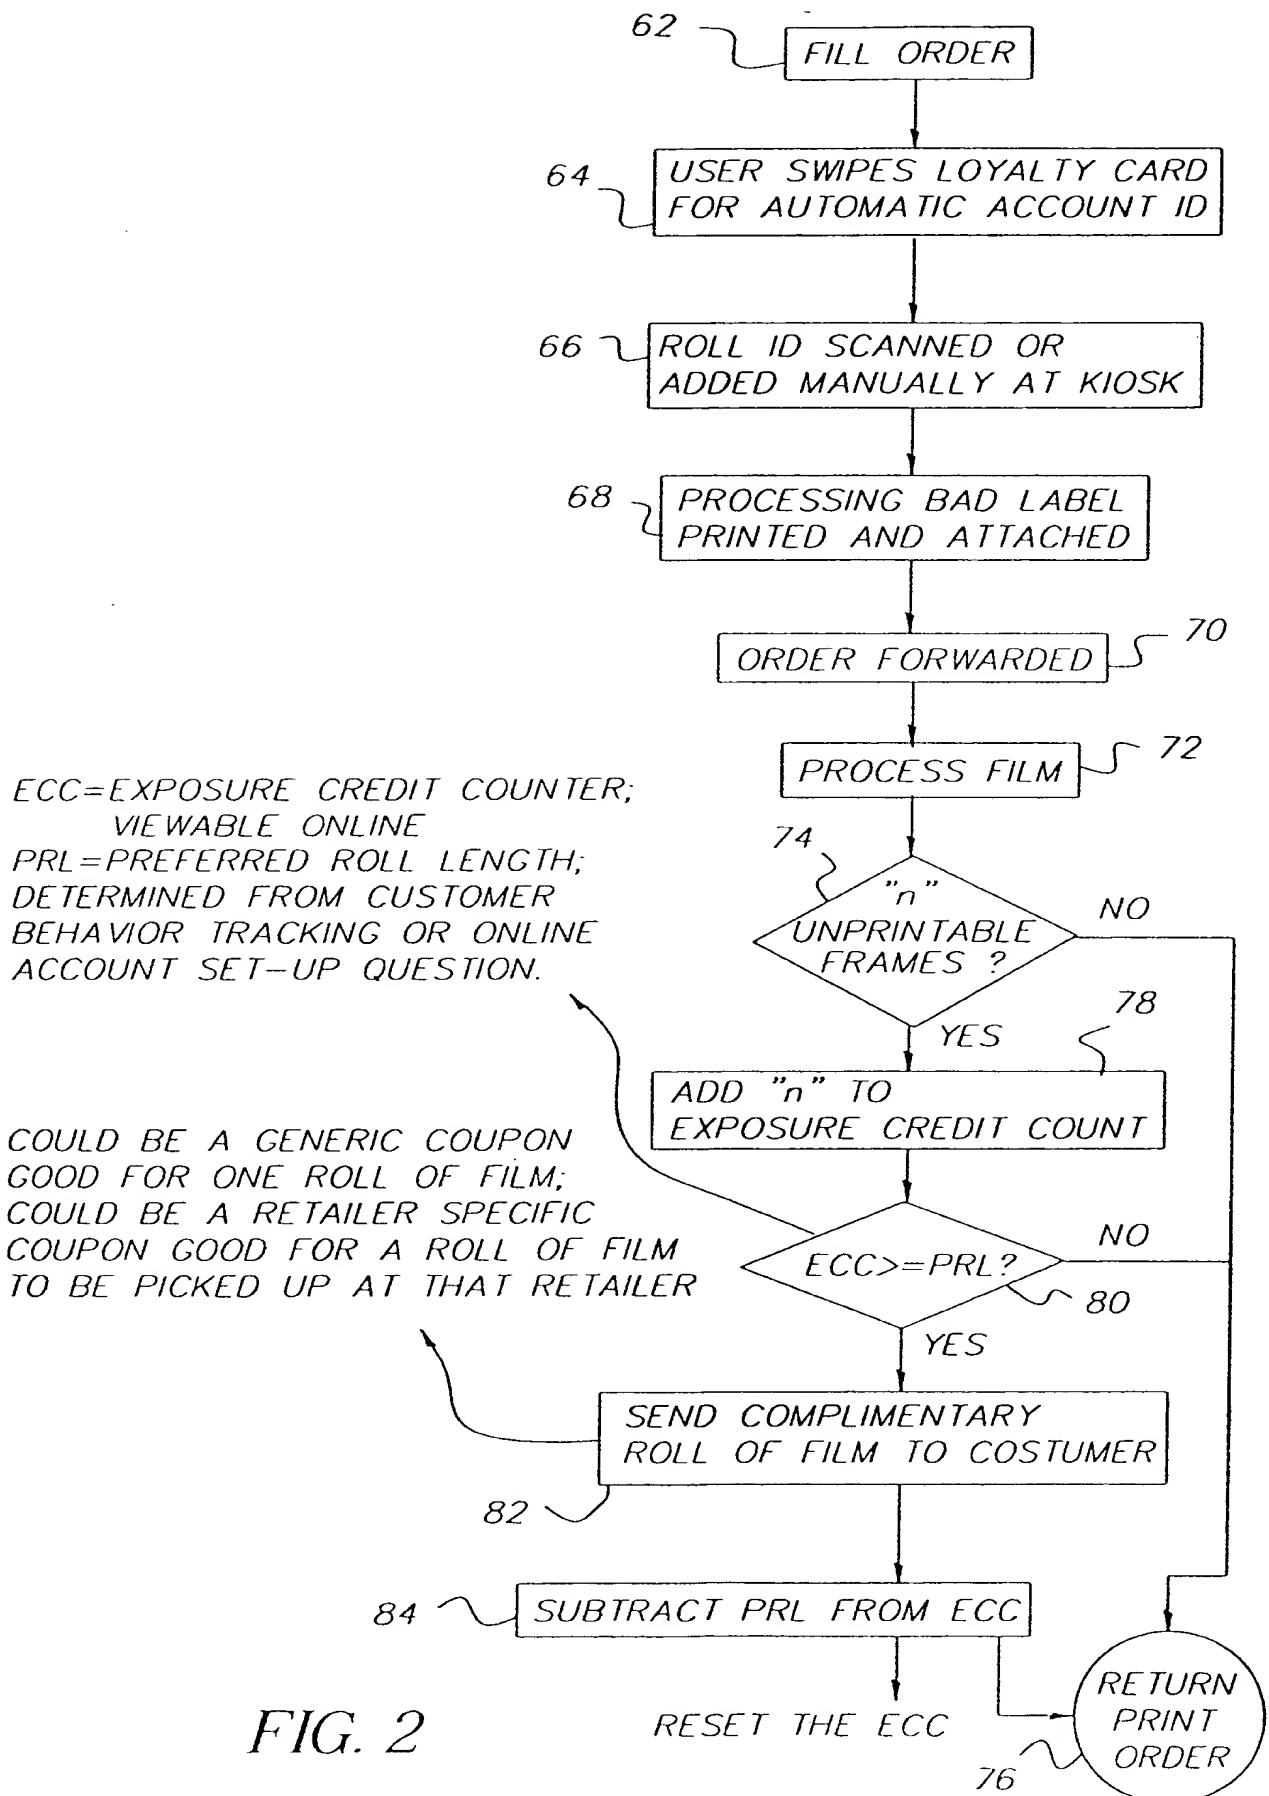 62
FILL ORDER
64
USER SWIPES LOYALTY CARD
FOR AUTOMATIC ACCOUNT ID
66
ROLL ID SCANNED OR
ADDED MANUALLY AT KIOSK
68
PROCESSING BAD LABEL
PRINTED AND ATTACHED
70
ORDER FORWARDED
72
PROCESS FILM
ECC=EXPOSURE CREDIT COUNTER;
VIEWABLE ONLINE
PRL=PREFERRED ROLL LENGTH;
DETERMINED FROM CUSTOMER
BEHAVIOR TRACKING OR ONLINE
ACCOUNT SET-UP QUESTION.
74
"n"
UNPRINTABLE
FRAMES ?
NO
YES
78
ADD "n" TO
EXPOSURE CREDIT COUNT
COULD BE A GENERIC COUPON
GOOD FOR ONE ROLL OF FILM;
COULD BE A RETAILER SPECIFIC
COUPON GOOD FOR A ROLL OF FILM
TO BE PICKED UP AT THAT RETAILER
ECC>=PRL?
NO
80
YES
SEND COMPLIMENTARY
ROLL OF FILM TO COSTUMER
82
84
SUBTRACT PRL FROM ECC
RESET THE ECC
RETURN
PRINT
ORDER
76
FIG. 2